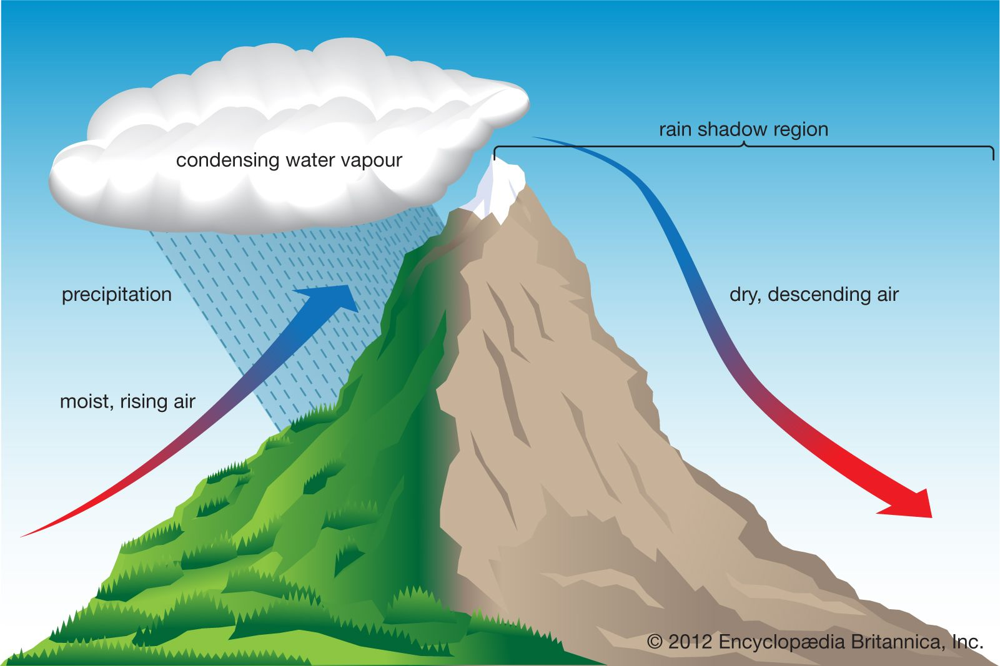 rain shadow region
condensing water vapour
precipitation
dry, descending air
moist, rising air
© 2012 Encyclopædia Britannica, Inc.